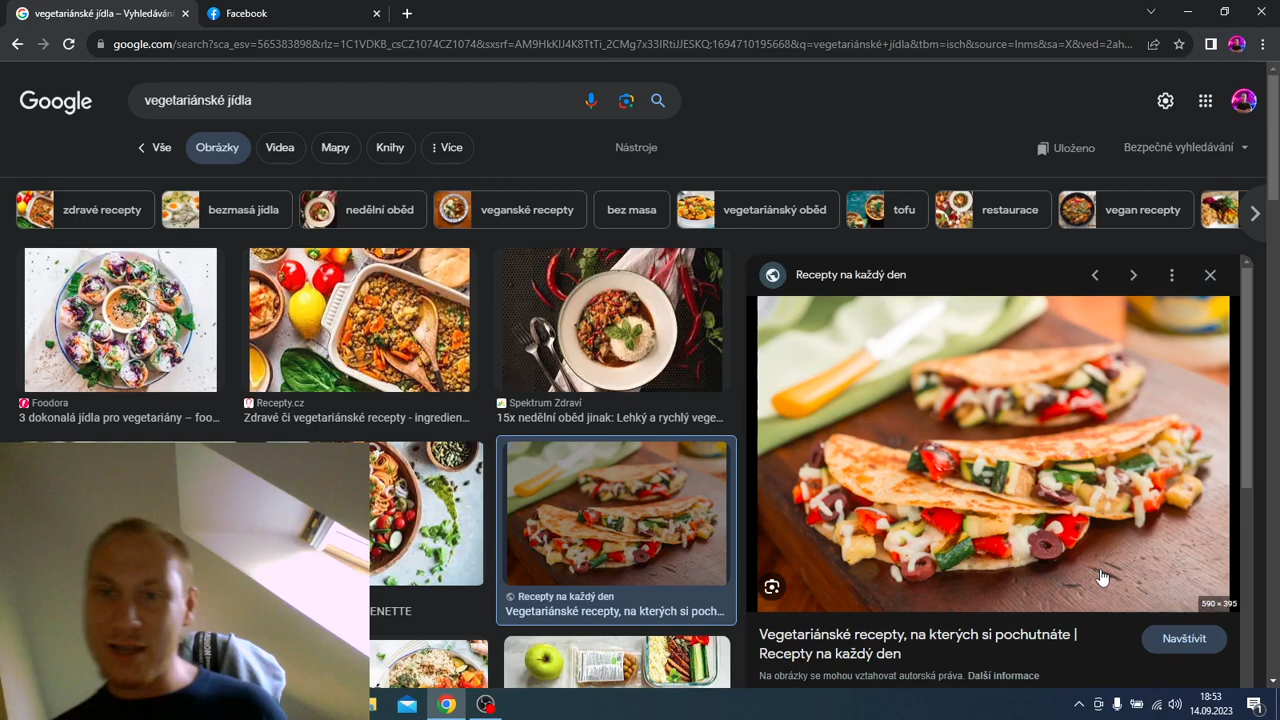 vegetariánské jídla – Vyhledáván
Facebook
google.com/search?sca_esv=565383898&rlz=1C1VDKB_csCZ1074CZ1074&sxsrf=AM9HkKIJ4K8TtTi_2CMg7x33IRtiJJESKQ:1694710195668&q=vegetariánské+jídla&tbm=isch&source=lnms&sa=X&ved=2ah...
Google
vegetariánské jídla
Vše
Obrázky
Videa
Mapy
Knihy
Více
Nástroje
Uloženo
Bezpečné vyhledávání
zdravé recepty
bezmasá jídla
nedělní oběd
veganské recepty
bez masa
vegetariánský oběd
tofu
restaurace
vegan recepty
Recepty na každý den
Foodora
3 dokonalá jídla pro vegetariány – foo...
Recepty.cz
Zdravé či vegetariánské recepty - ingredien...
Spektrum Zdraví
15x nedělní oběd jinak: Lehký a rychlý vege...
590 × 395
ENETTE
Recepty na každý den
Vegetariánské recepty, na kterých si poch...
Vegetariánské recepty, na kterých si pochutnáte |
Recepty na každý den
Navštívit
Na obrázky se mohou vztahovat autorská práva. Další informace
18:53
14.09.2023
1